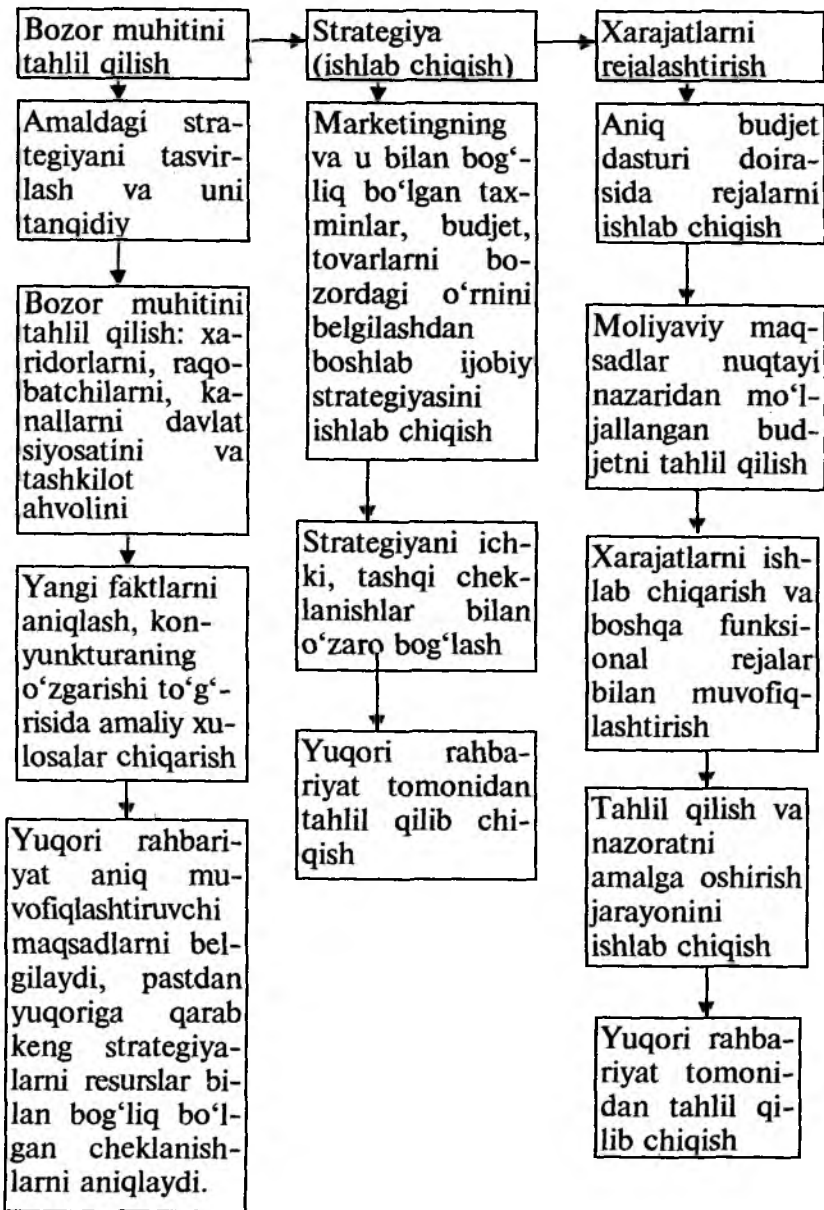 Bozor muhitini
tahlil qilish
Amaldagi stra-
tegiyani tasvir-
lash va uni
tanqidiy
Bozor muhitini
tahlil qilish: xa-
ridorlarni, raqo-
batchilarni, ka-
nallarni davlat
siyosatini va
tashkilot
ahvolini
Yangi faktlarni
aniqlash, kon-
yunkturaning
o‘zgarishi to‘g‘-
risida amaliy xu-
losalar chiqarish
Yuqori rahbari-
yat aniq mu-
vofiqlashtiruvchi
maqsadlarni bel-
gilaydi, pastdan
yuqoriga qarab
keng strategiya-
larni resurslar bi-
lan bog‘liq bo‘l-
gan cheklanish-
larni aniqlaydi.
Strategiya
(ishlab chiqish)
Marketingning
va u bilan bog‘-
liq bo‘lgan tax-
minlar, budjet,
tovarlarni bo-
zordagi o‘rnini
belgilashdan
boshlab ijobiy
strategiyasini
ishlab chiqish
Strategiyani ich-
ki, tashqi chek-
lanishlar bilan
o‘zaro bog‘lash
Yuqori rahba-
riyat tomonidan
tahlil qilib chi-
qish
Xarajatlarni
rejalashtirish
Aniq budjet
dasturi doira-
sida rejalarni
ishlab chiqish
Moliyaviy maq-
sadlar nuqtayi
nazaridan mo‘l-
jallangan bud-
jetni tahlil qilish
Xarajatlarni ish-
lab chiqarish va
boshqa funksi-
onal rejalar
bilan muvofiq-
lashtirish
Tahlil qilish va
nazoratni
amalga oshirish
jarayonini
ishlab chiqish
Yuqori rahba-
riyat tomoni-
dan tahlil qi-
lib chiqish